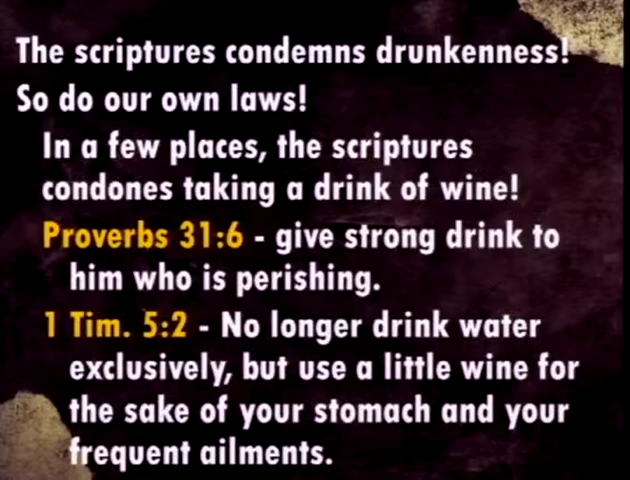 The scriptures condemns drunkenness!
So do our own laws!
In a few places, the scriptures
condones taking a drink of wine!
Proverbs 31:6 - give strong drink to
him who is perishing.
1 Tim. 5:2 - No longer drink water
exclusively, but use a little wine for
the sake of your stomach and your
frequent ailments.